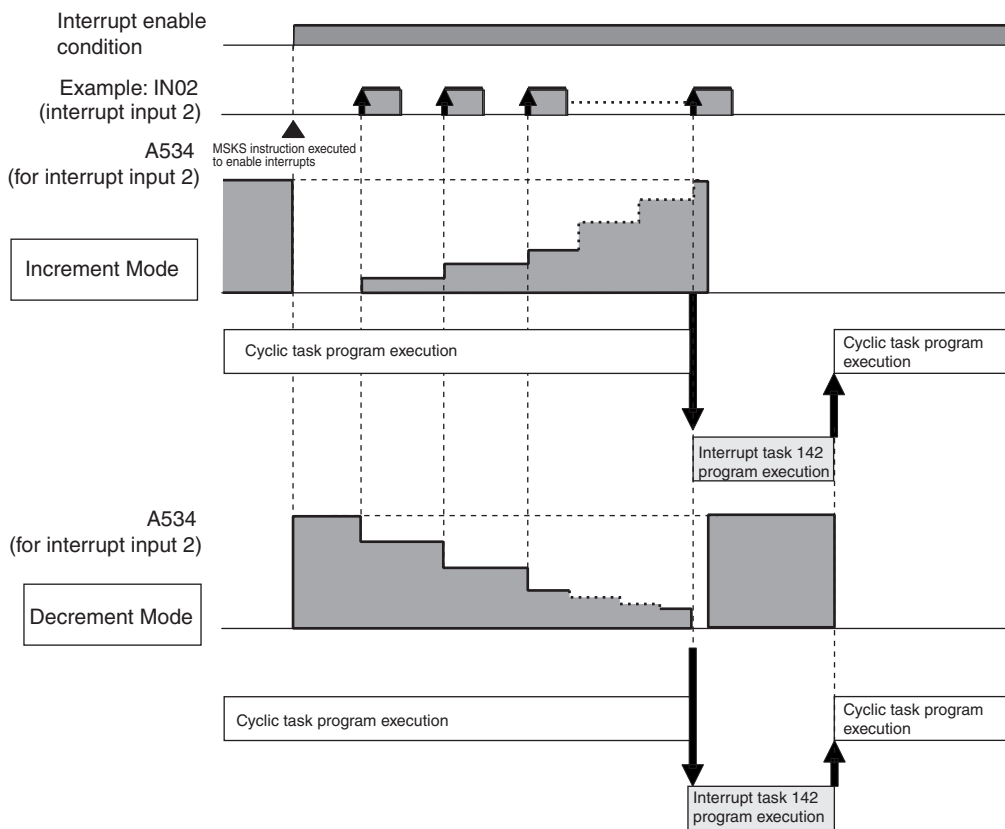 Interrupt enable
condition
Example: IN02
(interrupt input 2)
MSKS instruction executed
to enable interrupts
A534
(for interrupt input 2)
Increment Mode
Cyclic task program execution
Cyclic task program
execution
Interrupt task 142
program execution
A534
(for interrupt input 2)
Decrement Mode
Cyclic task program execution
Cyclic task program
execution
Interrupt task 142
program execution